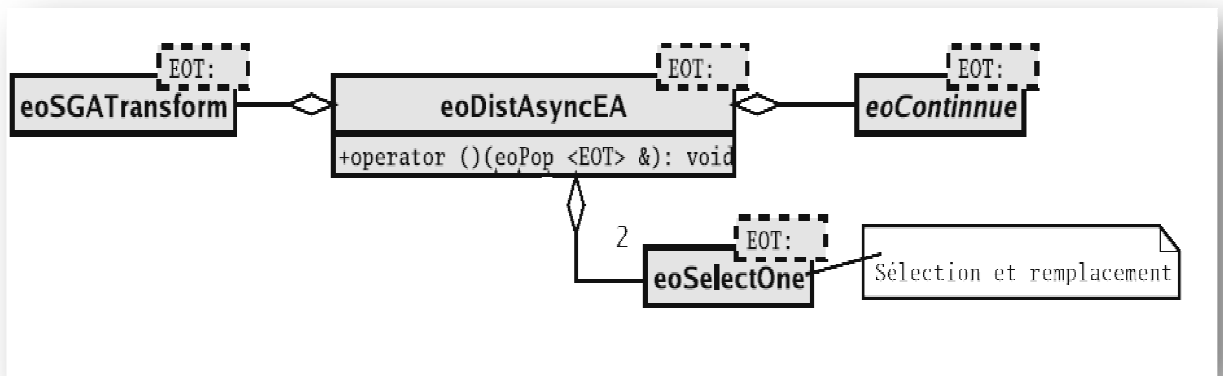 EOT:
eoSGATransform
EOT:
eoDistAsyncEA
+operator ()(eoPop <EOT> &): void
EOT:
eoContinnue
2
EOT:
eoSelectOne
Sélection et remplacement